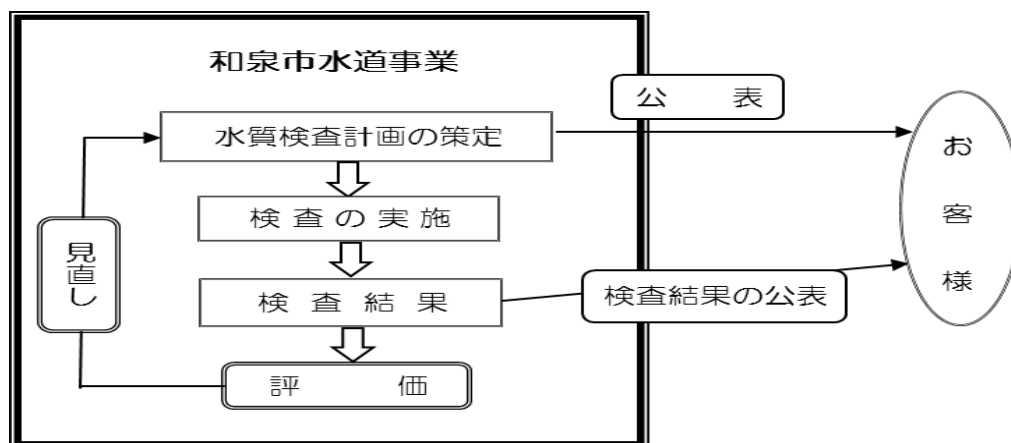 和泉市水道事業
公表
水質検査計画の策定
お客様
検査の実施
見直し
検査結果
検査結果の公表
評価